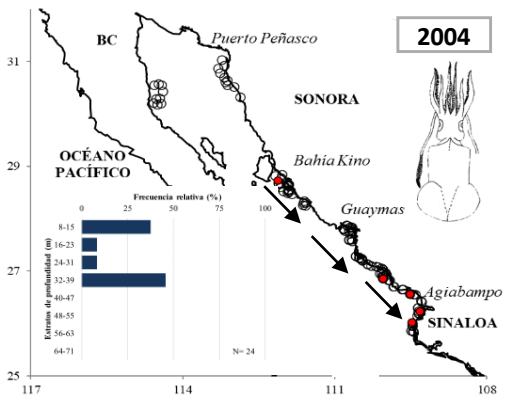 2004
BC
Puerto Peñasco
31
SONORA
OCÉANO
PACÍFICO
Bahía Kino
29
Frecuencia relativa (%)
0 25 50 75 100
Guaymas
Estratos de profundidad (m)
8-15
16-23
24-31
32-39
40-47
48-55
56-63
64-71
N= 24
27
Agiabampo
SINALOA
25
117 114 111 108